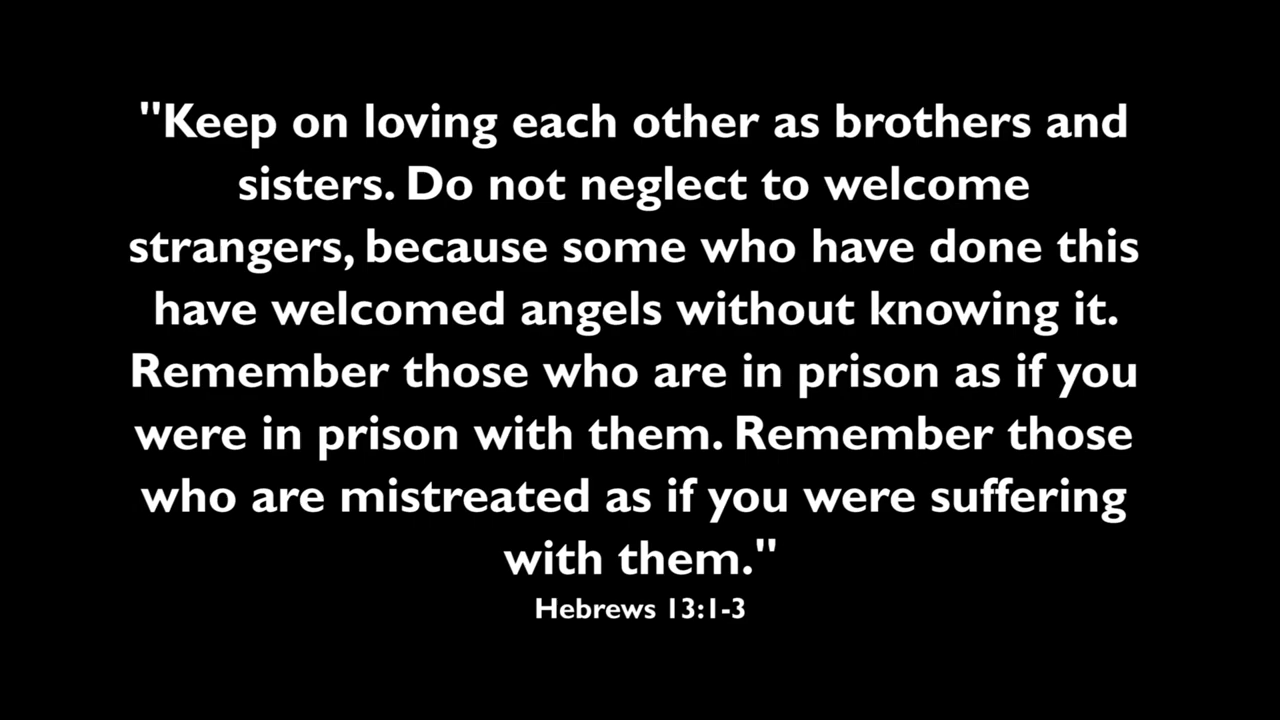 "Keep on loving each other as brothers and
sisters. Do not neglect to welcome
strangers, because some who have done this
have welcomed angels without knowing it.
Remember those who are in prison as if you
were in prison with them. Remember those
who are mistreated as if you were suffering
with them."
Hebrews 13:1-3